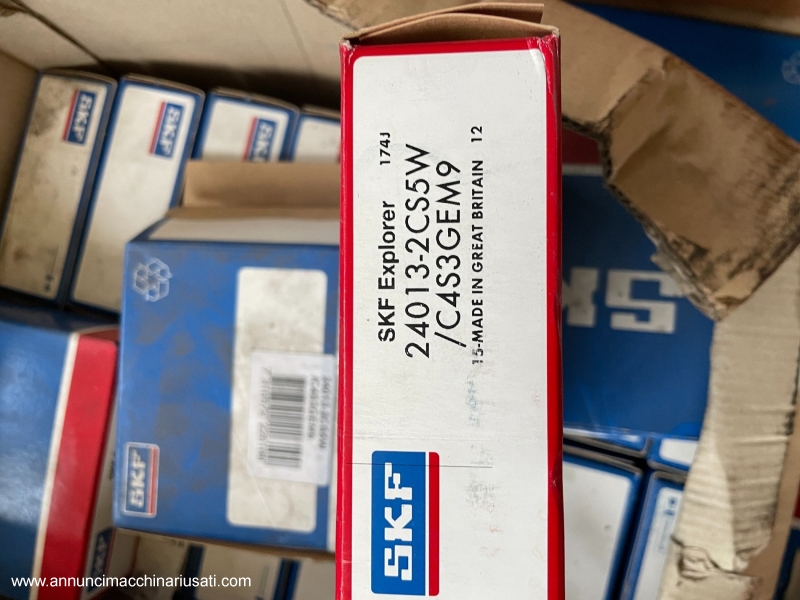 SKF Explorer 174J
24013-2CS5W
/C4S3GEM9
15-MADE IN GREAT BRITAIN 12
SKF
SKF
SKF
SKF
SKF
SKF
www.annuncimacchinariusati.com